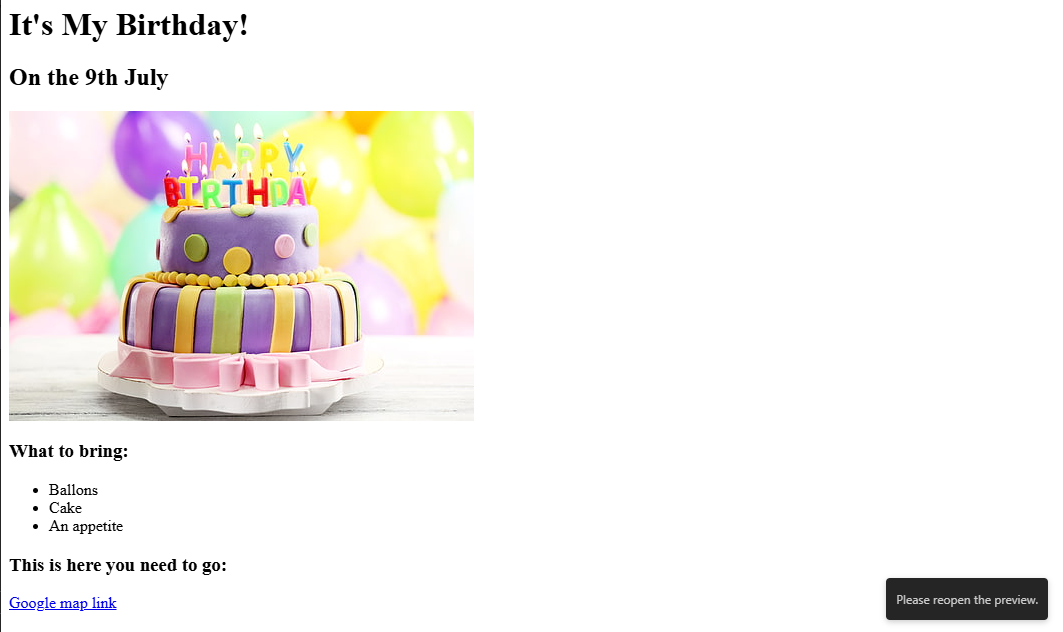 It's My Birthday!
On the 9th July
HAPPY
BIRTHDAY
What to bring:
Ballons
Cake
An appetite
This is here you need to go:
Google map link
Please reopen the preview.